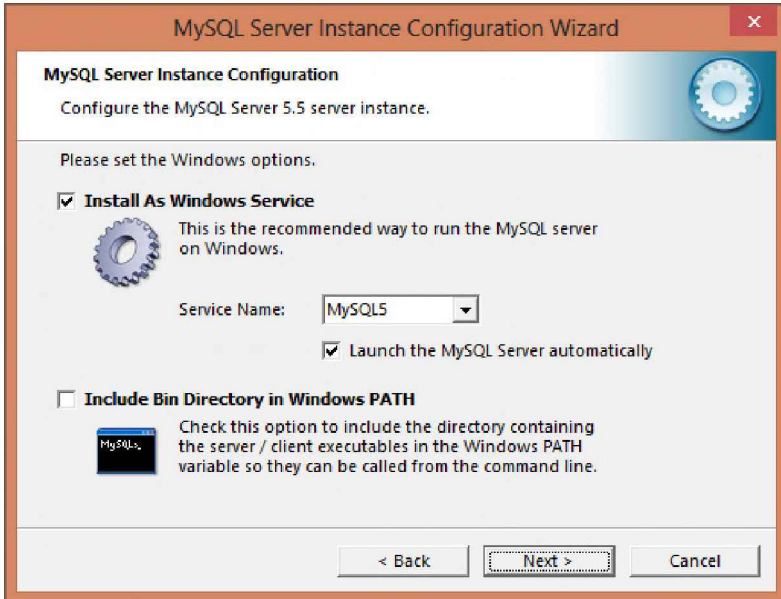 MySQL Server Instance Configuration Wizard
MySQL Server Instance Configuration
Configure the MySQL Server 5.5 server instance.
Please set the Windows options.
Install As Windows Service
This is the recommended way to run the MySQL server
on Windows.
Service Name:
MySQL5
Launch the MySQL Server automatically
Include Bin Directory in Windows PATH
MySQL>_
Check this option to include the directory containing
the server / client executables in the Windows PATH
variable so they can be called from the command line.
< Back
Next >
Cancel